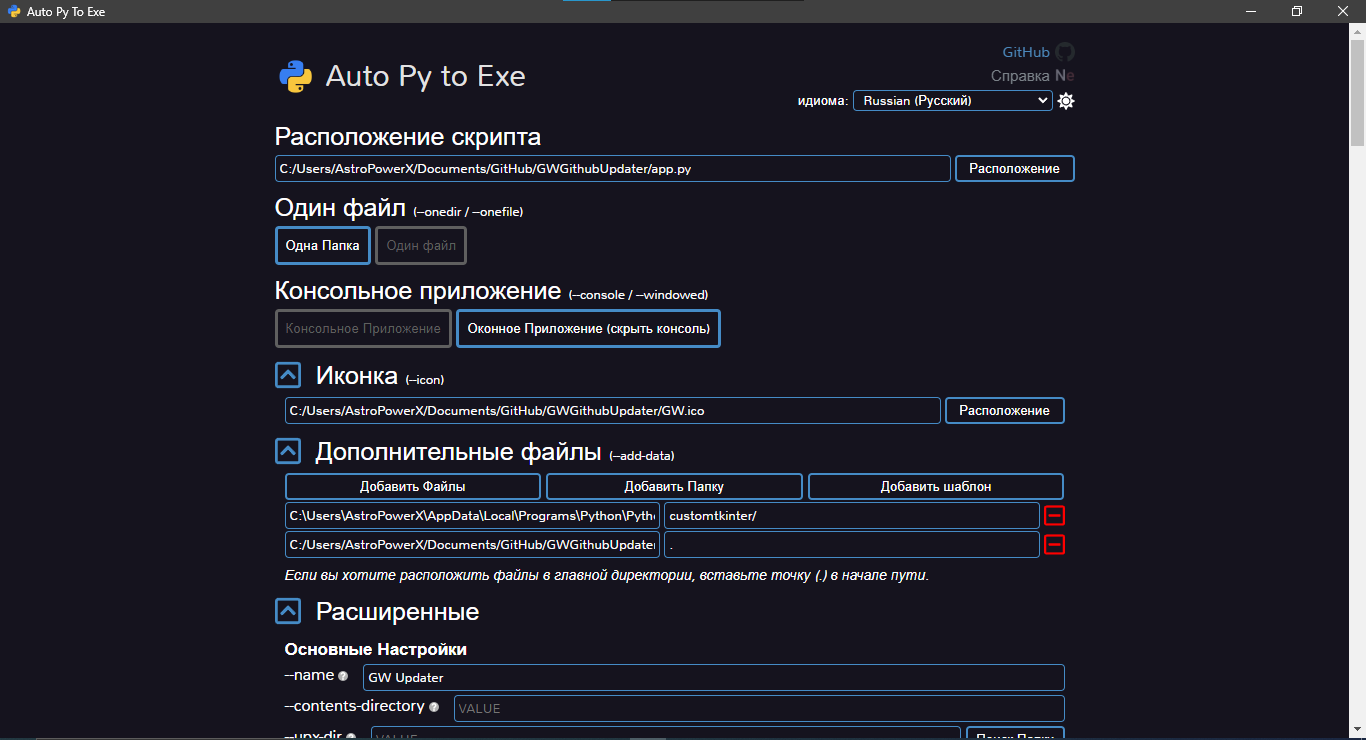 Auto Py To Exe
GitHub
Auto Py to Exe
Справка Ne
идиома: Russian (Русский)
Расположение скрипта
C:/Users/AstroPowerX/Documents/GitHub/GWGithubUpdater/app.py Расположение
Один файл (--onedir / --onefile)
Одна Папка Один файл
Консольное приложение (--console / --windowed)
Консольное Приложение Оконное Приложение (скрыть консоль)
Иконка (--icon)
C:/Users/AstroPowerX/Documents/GitHub/GWGithubUpdater/GW.ico Расположение
Дополнительные файлы (--add-data)
Добавить Файлы Добавить Папку Добавить шаблон
C:\Users\AstroPowerX\AppData\Local\Programs\Python\Pyth customtkinter/
C:/Users/AstroPowerX/Documents/GitHub/GWGithubUpdater .
Если вы хотите расположить файлы в главной директории, вставьте точку (.) в начале пути.
Расширенные
Основные Настройки
--name ? GW Updater
--contents-directory ? VALUE
--upx-dir ? VALUE Поиск Папки